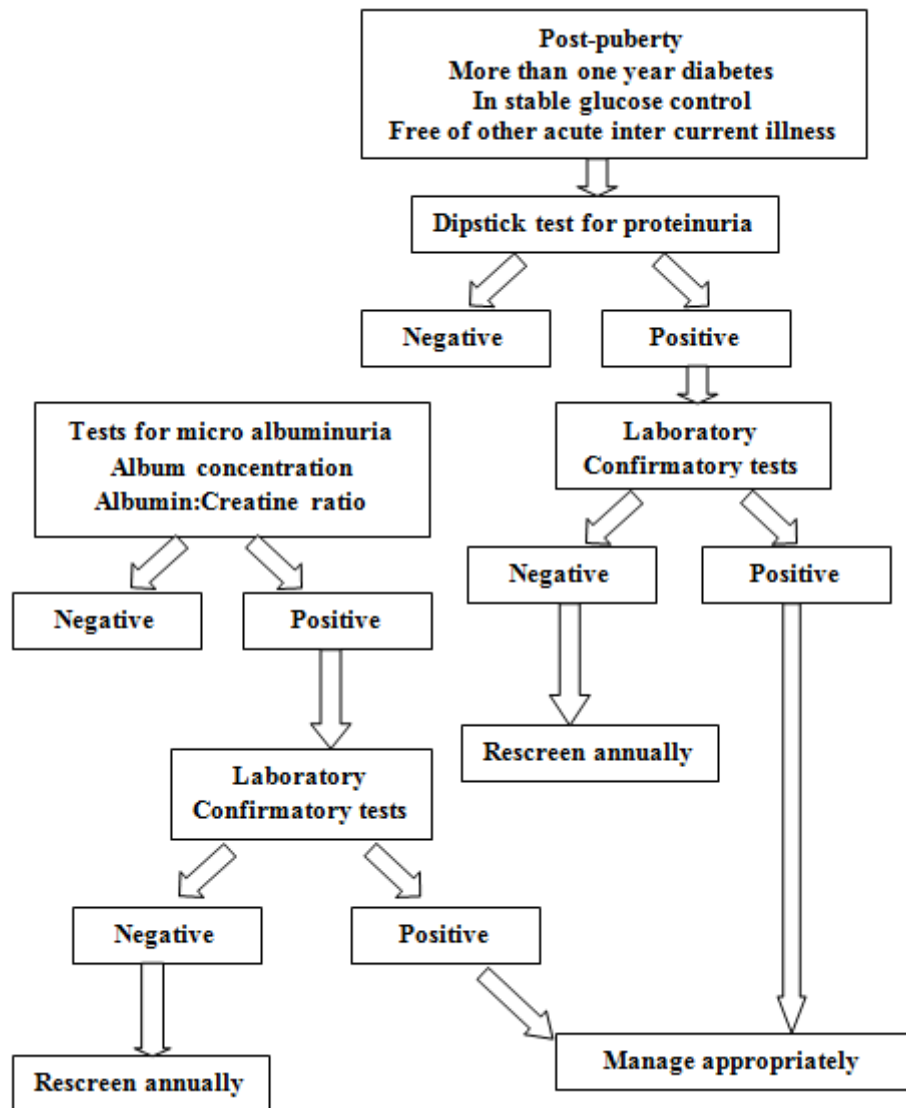 Post-puberty
More than one year diabetes
In stable glucose control
Free of other acute inter current illness
Dipstick test for proteinuria
Negative
Positive
Tests for micro albuminuria
Album concentration
Albumin:Creatine ratio
Laboratory
Confirmatory tests
Negative
Positive
Negative
Positive
Rescreen annually
Laboratory
Confirmatory tests
Negative
Positive
Manage appropriately
Rescreen annually